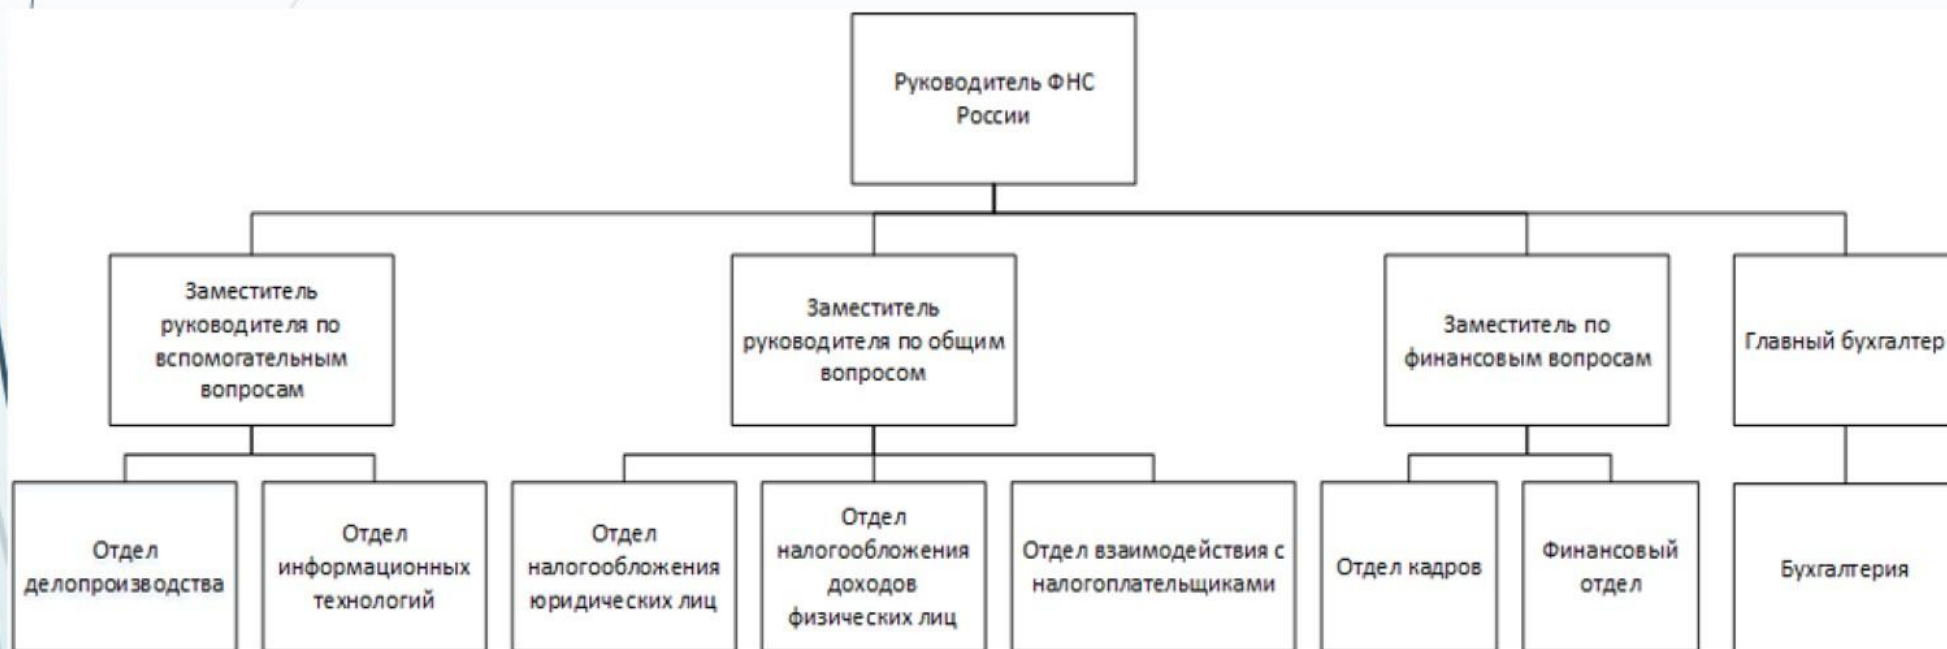 Руководитель ФНС
России
Заместитель
руководителя по
вспомогательным
вопросам
Заместитель
руководителя по общим
вопросом
Заместитель по
финансовым вопросам
Главный бухгалтер
Отдел
делопроизводства
Отдел
информационных
технологий
Отдел
налогообложения
юридических лиц
Отдел
налогообложения
доходов
физических лиц
Отдел взаимодействия с
налогоплательщиками
Отдел кадров
Финансовый
отдел
Бухгалтерия